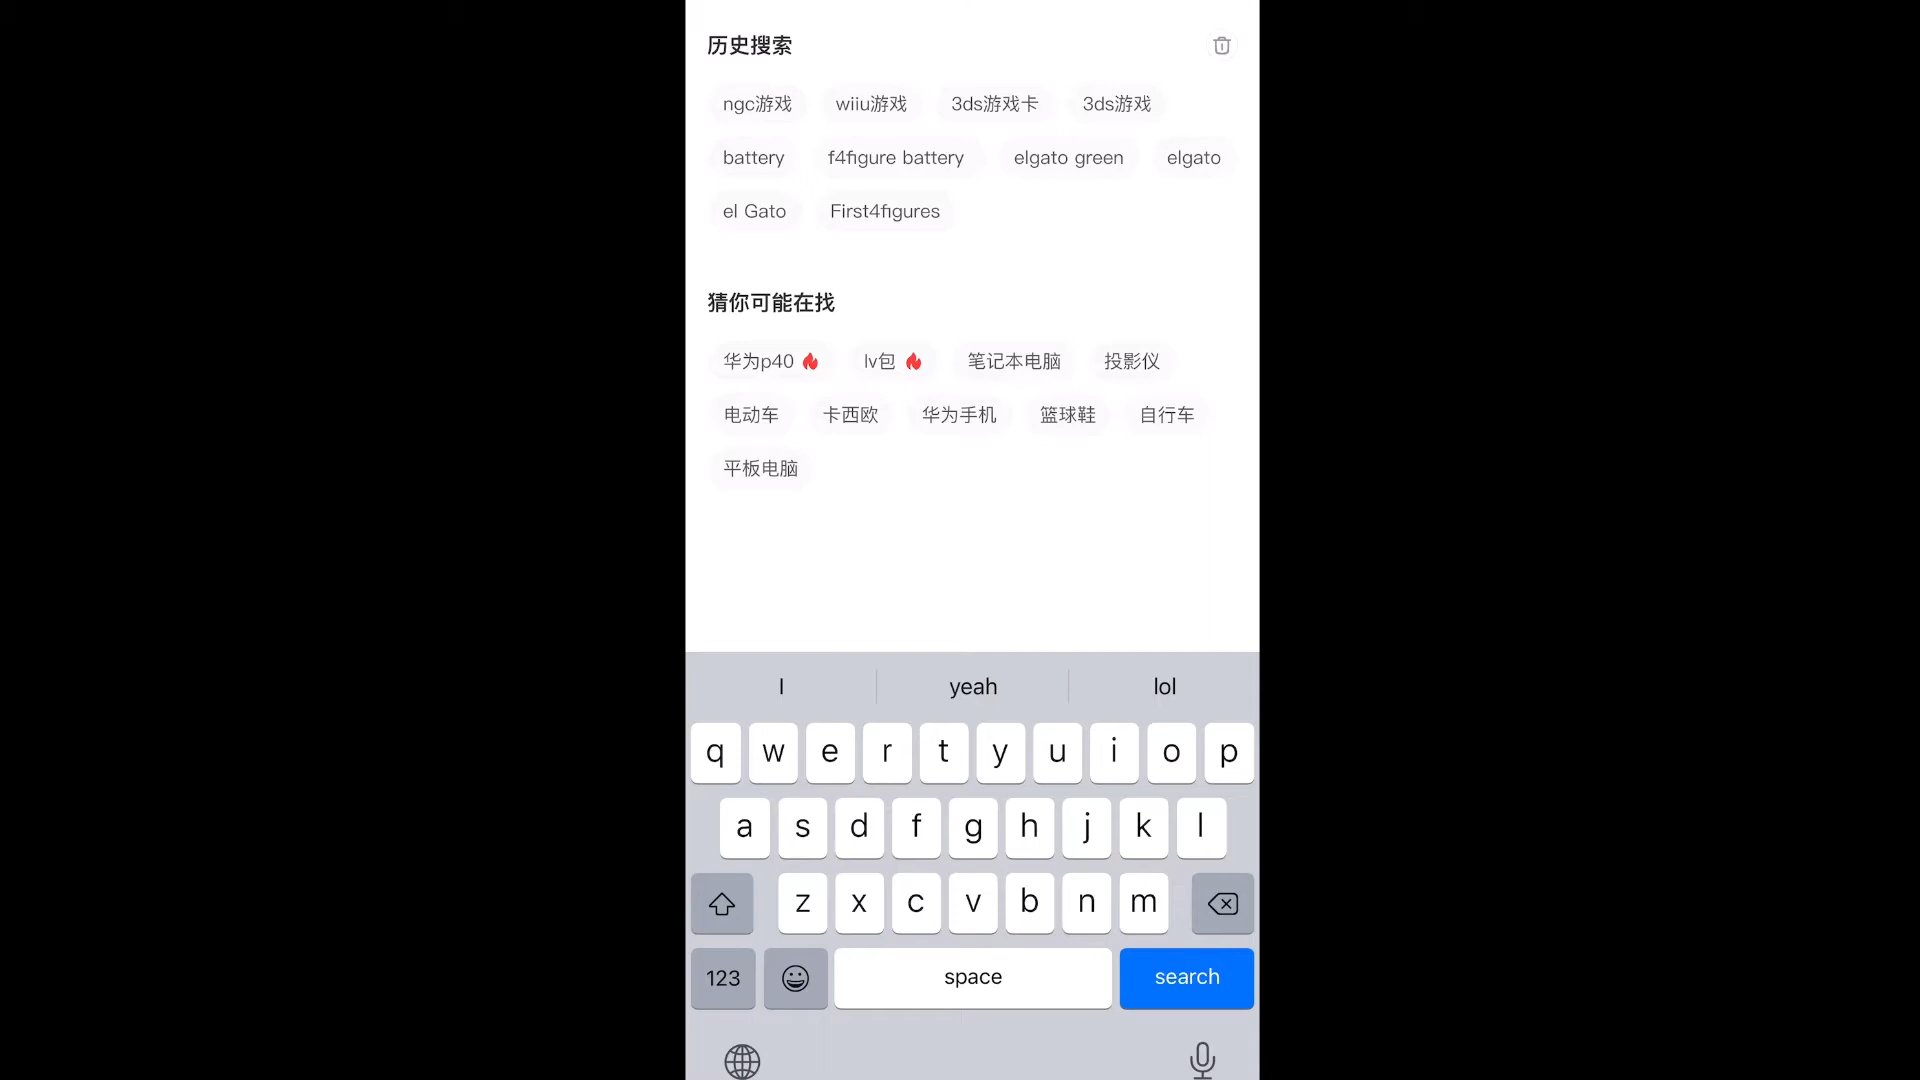 历史搜索
ngc游戏 wiiu游戏 3ds游戏卡 3ds游戏
battery f4figure battery elgato green elgato
el Gato First4figures
猜你可能在找
华为p40 lv包 笔记本电脑 投影仪
电动车 卡西欧 华为手机 篮球鞋 自行车
平板电脑
I yeah lol
q w e r t y u i o p
a s d f g h j k l
z x c v b n m
123 space search